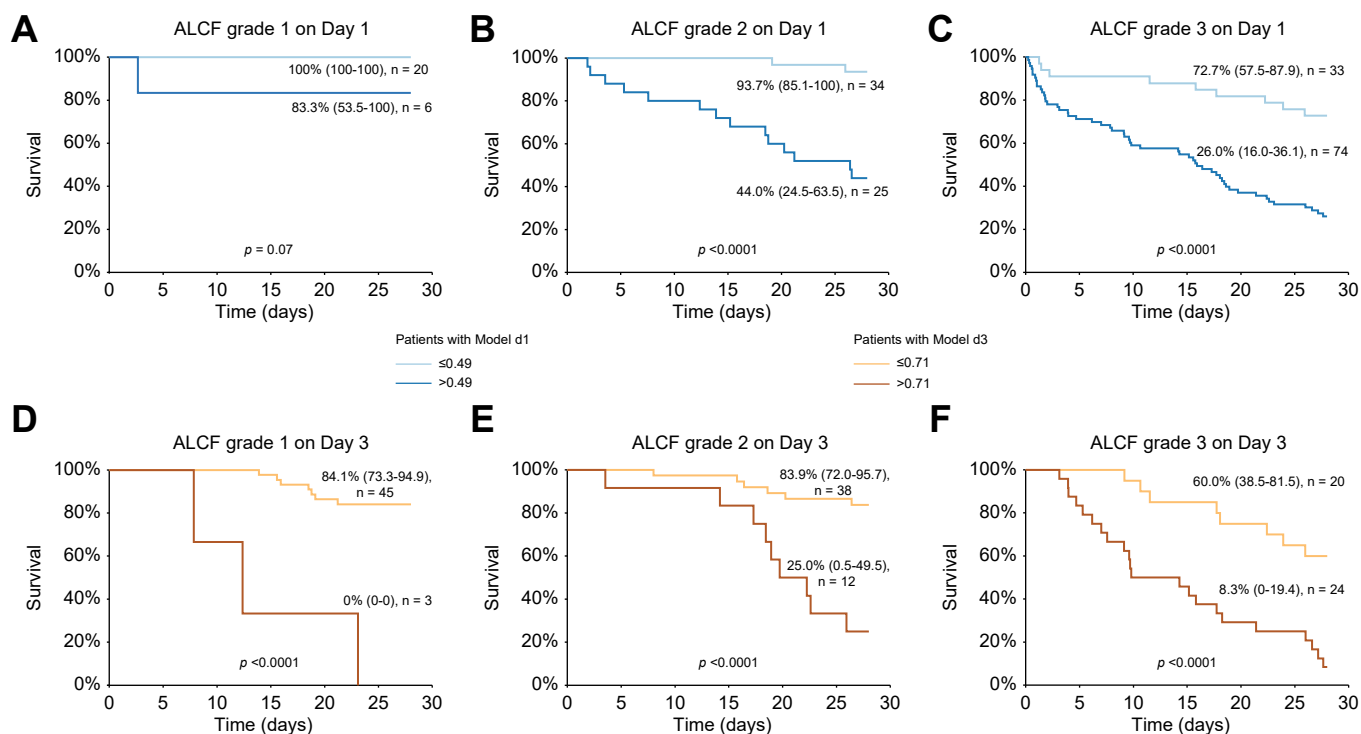 A
ALCF grade 1 on Day 1
100%
80%
60%
40%
20%
0%
Survival
100% (100-100), n = 20
83.3% (53.5-100), n = 6
p = 0.07
0 5 10 15 20 25 30
Time (days)
B
ALCF grade 2 on Day 1
100%
80%
60%
40%
20%
0%
Survival
93.7% (85.1-100), n = 34
44.0% (24.5-63.5), n = 25
p <0.0001
0 5 10 15 20 25 30
Time (days)
C
ALCF grade 3 on Day 1
100%
80%
60%
40%
20%
0%
Survival
72.7% (57.5-87.9), n = 33
26.0% (16.0-36.1), n = 74
p <0.0001
0 5 10 15 20 25 30
Time (days)
Patients with Model d1
≤0.49
>0.49
Patients with Model d3
≤0.71
>0.71
D
ALCF grade 1 on Day 3
100%
80%
60%
40%
20%
0%
Survival
84.1% (73.3-94.9),
n = 45
0% (0-0), n = 3
p <0.0001
0 5 10 15 20 25 30
Time (days)
E
ALCF grade 2 on Day 3
100%
80%
60%
40%
20%
0%
Survival
83.9% (72.0-95.7),
n = 38
25.0% (0.5-49.5),
n = 12
p <0.0001
0 5 10 15 20 25 30
Time (days)
F
ALCF grade 3 on Day 3
100%
80%
60%
40%
20%
0%
Survival
60.0% (38.5-81.5), n = 20
8.3% (0-19.4), n = 24
p <0.0001
0 5 10 15 20 25 30
Time (days)